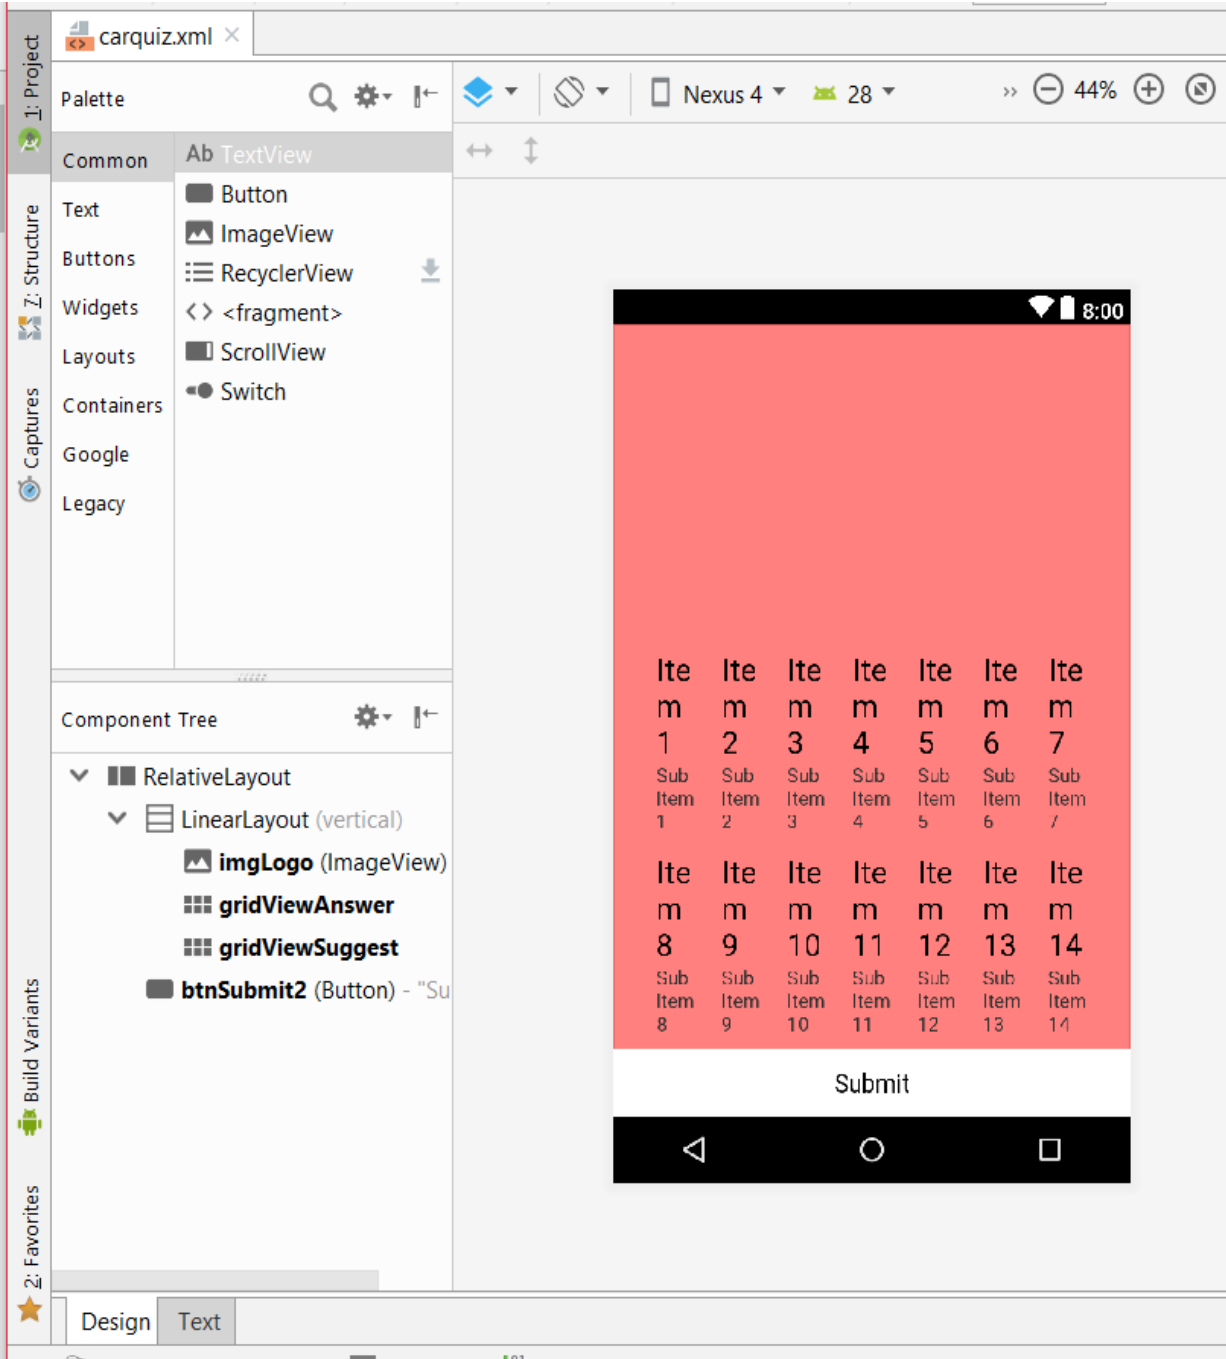 carquiz.xml
1: Project
7: Structure
Captures
Build Variants
2: Favorites
Palette
Nexus 4
28
44%
Common
Text
Buttons
Widgets
Layouts
Containers
Google
Legacy
Ab TextView
Button
ImageView
RecyclerView
<fragment>
ScrollView
Switch
Component Tree
RelativeLayout
LinearLayout (vertical)
imgLogo (ImageView)
gridViewAnswer
gridViewSuggest
btnSubmit2 (Button) - "Su
8:00
Ite Ite Ite Ite Ite Ite Ite
m m m m m m m
1 2 3 4 5 6 7
Sub Sub Sub Sub Sub Sub Sub
Item Item Item Item Item Item Item
1 2 3 4 5 6 7
Ite Ite Ite Ite Ite Ite Ite
m m m m m m m
8 9 10 11 12 13 14
Sub Sub Sub Sub Sub Sub Sub
Item Item Item Item Item Item Item
8 9 10 11 12 13 14
Submit
Design Text